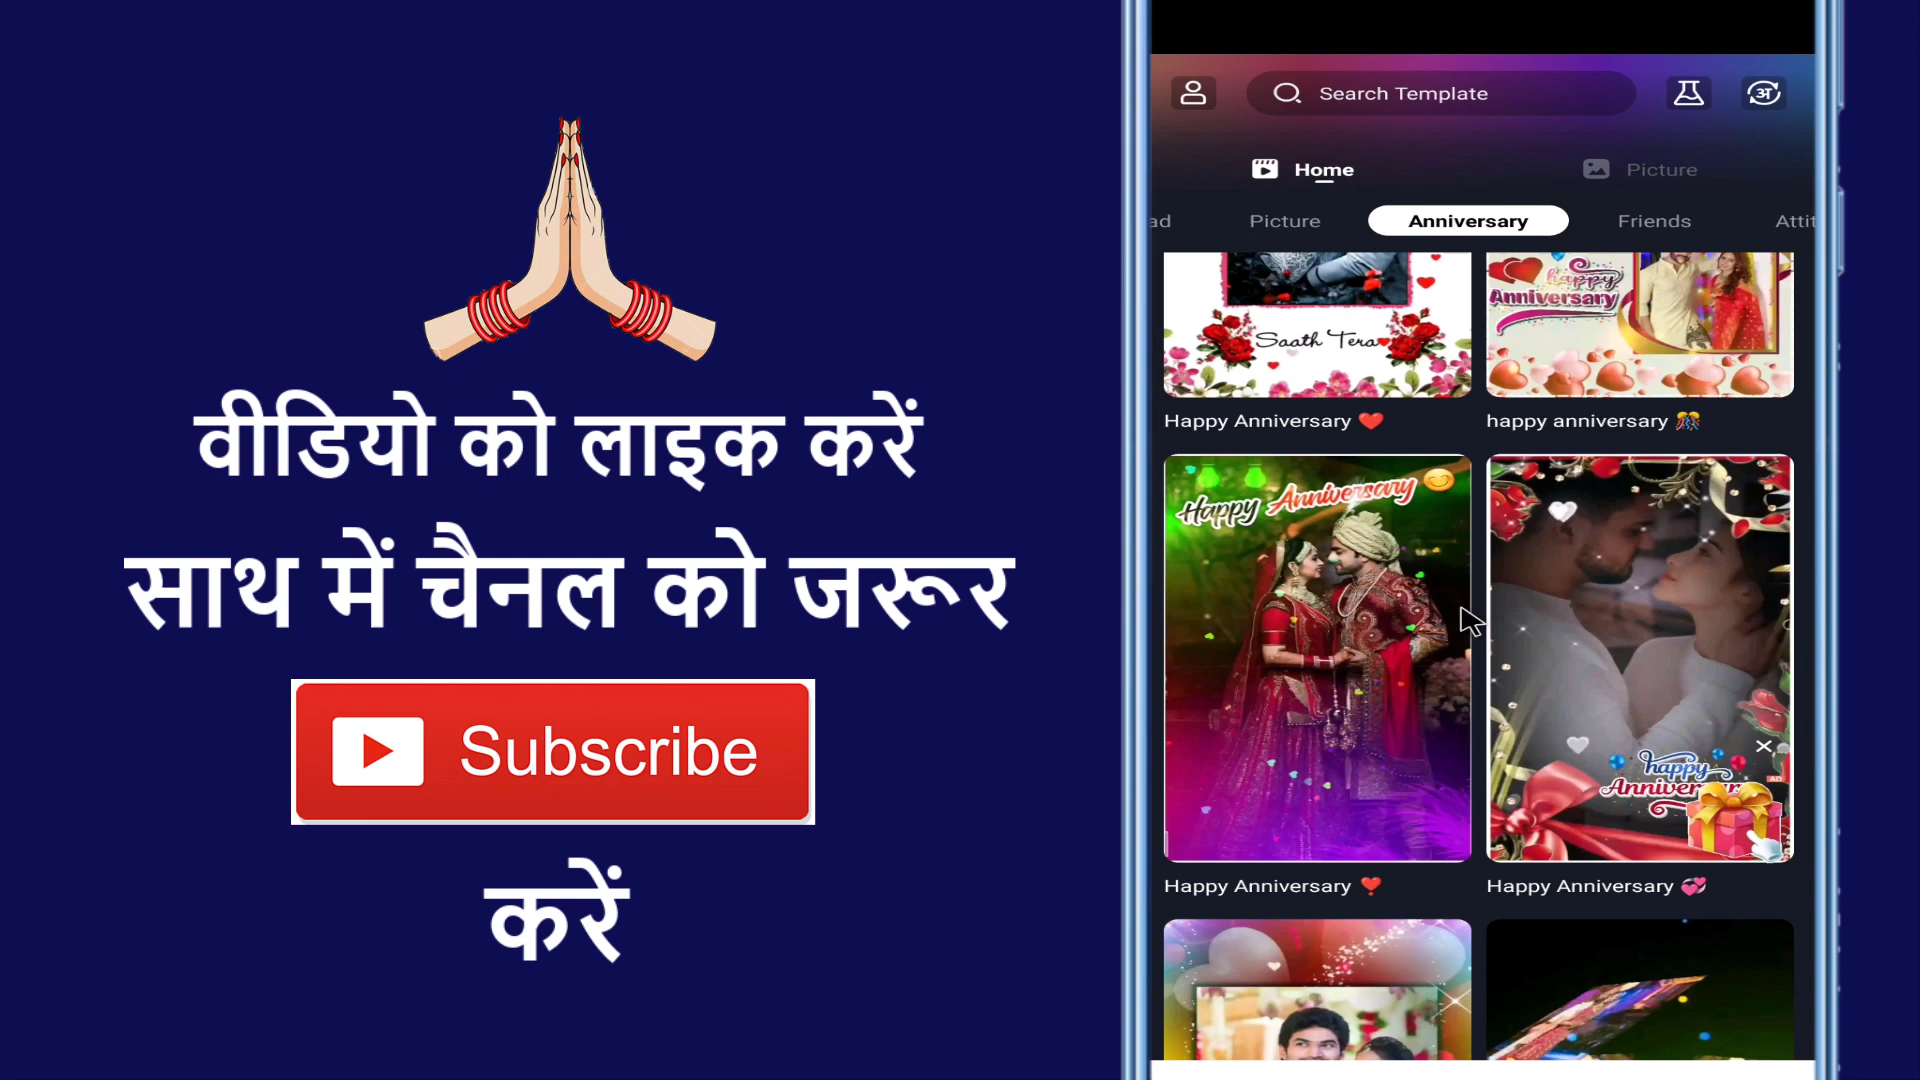 वीडियो को लाइक करें
साथ में चैनल को जरूर
Subscribe
करें
Search Template
अ
Home
Picture
ad
Picture
Anniversary
Friends
Attit
Saath Tera
happy
Anniversary
Happy Anniversary
happy anniversary
Happy Anniversary
happy
AD
Happy Anniversary
Happy Anniversary